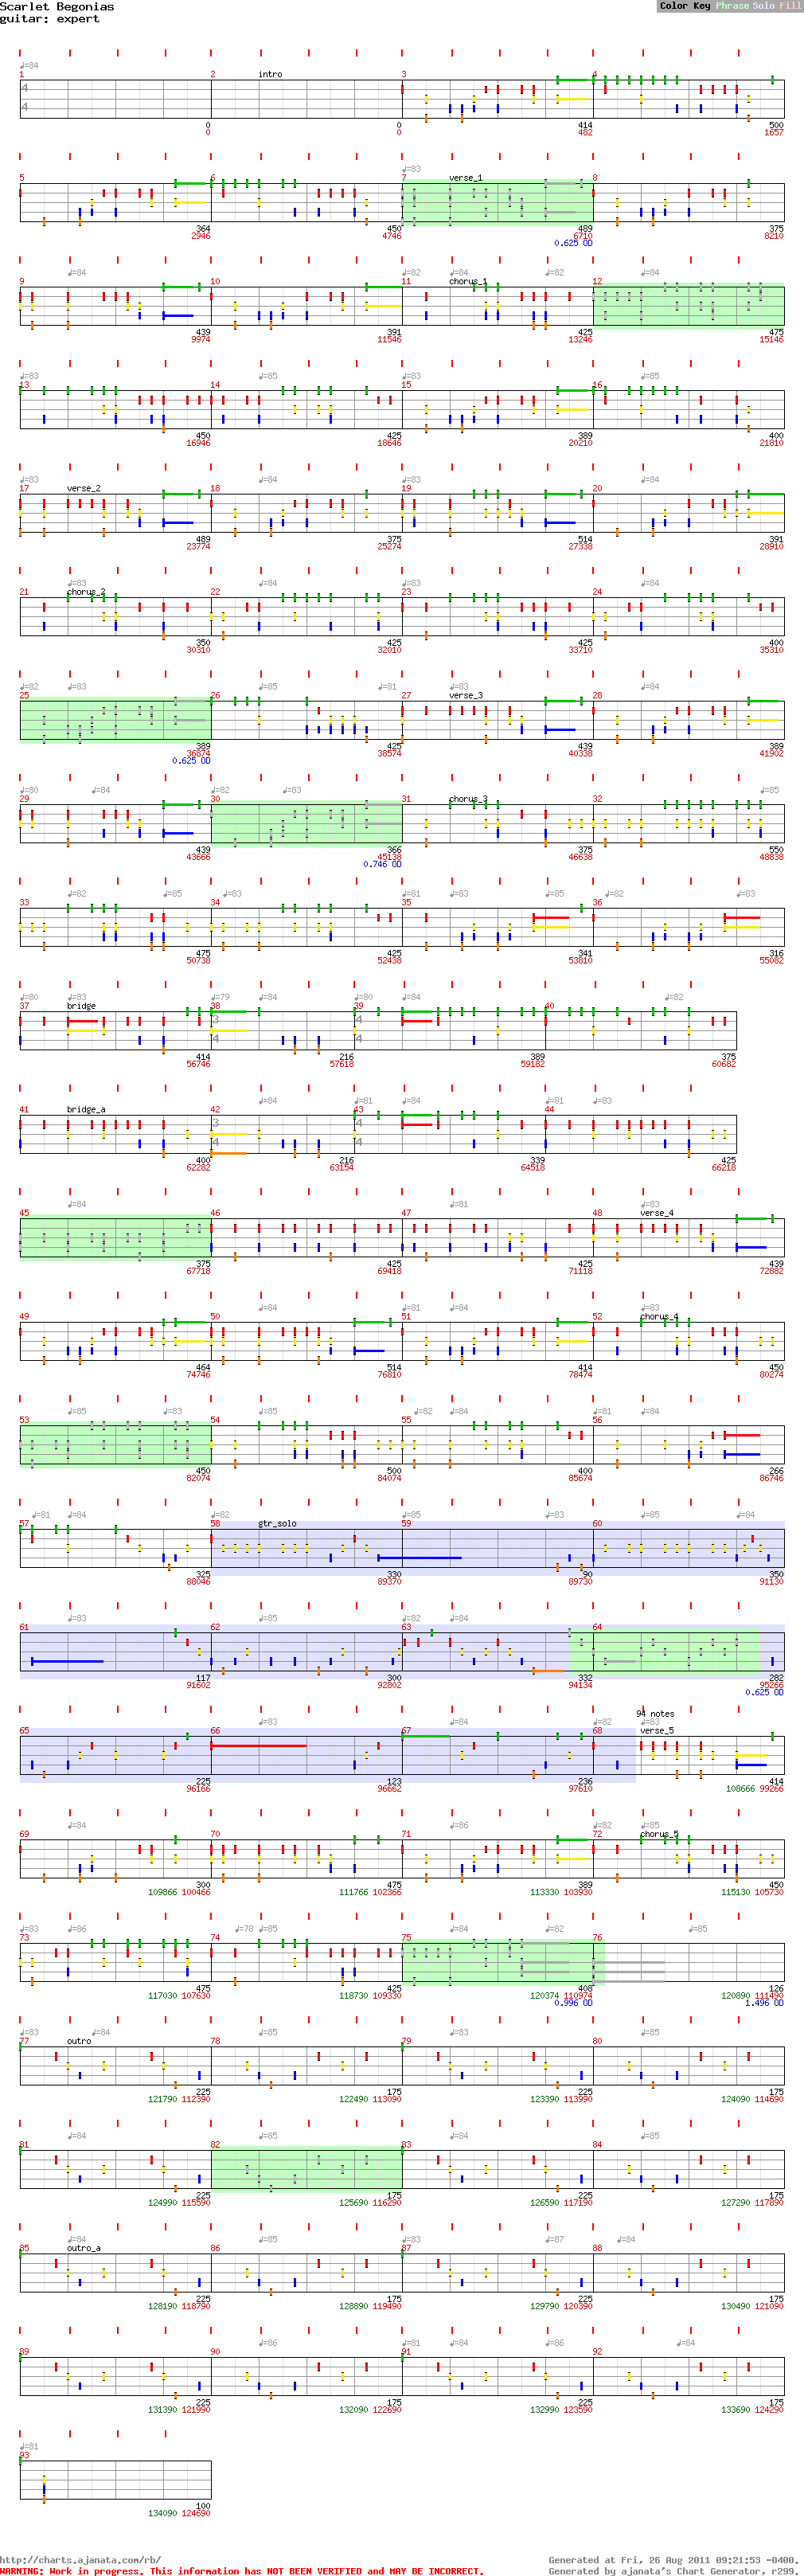 Scarlet Begonias
guitar: expert
Color Key Phrase Solo Fill
♩=84
1 2 intro 3 4
4
4
0 0 414 500
0 0 482 1657
♩=83
5 6 7 verse_1 8
364 450 489 375
2946 4746 6710 8210
0.625 OD
♩=84 ♩=82 ♩=84 ♩=82 ♩=84
9 10 11 chorus_1 12
439 391 425 475
9974 11546 13246 15146
♩=83 ♩=85 ♩=83 ♩=85
13 14 15 16
450 425 389 400
16946 18646 20210 21810
♩=83 ♩=84 ♩=83 ♩=84
17 verse_2 18 19 20
489 375 514 391
23774 25274 27338 28910
♩=83 ♩=84 ♩=83 ♩=84
21 chorus_2 22 23 24
350 425 425 400
30310 32010 33710 35310
♩=82 ♩=83 ♩=85 ♩=81 ♩=83 ♩=84
25 26 27 verse_3 28
389 425 439 389
36874 38574 40338 41902
0.625 OD
♩=80 ♩=84 ♩=82 ♩=83 ♩=85
29 30 31 chorus_3 32
439 366 375 550
43666 45138 46638 48838
0.746 OD
♩=82 ♩=85 ♩=83 ♩=81 ♩=83 ♩=85 ♩=82 ♩=83
33 34 35 36
475 425 341 316
50738 52438 53810 55082
♩=80 ♩=83 ♩=79 ♩=84 ♩=80 ♩=84 ♩=82
37 bridge 38 39 40
3 4
4 4
414 216 389 375
56746 57618 59182 60682
♩=84 ♩=81 ♩=84 ♩=81 ♩=83
41 bridge_a 42 43 44
3 4
4 4
400 216 339 425
62282 63154 64518 66218
♩=84 ♩=81 ♩=83
45 46 47 48 verse_4
375 425 425 439
67718 69418 71118 72882
♩=84 ♩=81 ♩=84 ♩=83
49 50 51 52 chorus_4
464 514 414 450
74746 76810 78474 80274
♩=85 ♩=83 ♩=85 ♩=82 ♩=84 ♩=81 ♩=84
53 54 55 56
450 500 400 266
82074 84074 85674 86746
♩=81 ♩=84 ♩=82 ♩=85 ♩=83 ♩=85 ♩=84
57 58 gtr_solo 59 60
325 330 90 350
88046 89370 89730 91130
♩=83 ♩=85 ♩=82 ♩=84
61 62 63 64
117 300 332 282
91602 92802 94134 95266
0.625 OD
94 notes
♩=83 ♩=84 ♩=83
65 66 67 68 verse_5
225 123 236 414
96166 96662 97610 108666 99266
♩=84 ♩=86 ♩=82 ♩=85
69 70 71 72 chorus_5
300 475 389 450
109866 100466 111766 102366 113330 103930 115130 105730
♩=83 ♩=86 ♩=78 ♩=85 ♩=84 ♩=82 ♩=85
73 74 75 76
475 425 408 126
117030 107630 118730 109330 120374 110974 120890 111490
0.996 OD 1.496 OD
♩=83 ♩=84 ♩=85 ♩=83 ♩=85
77 outro 78 79 80
225 175 225 175
121790 112390 122490 113090 123390 113990 124090 114690
♩=84 ♩=85 ♩=84 ♩=85
81 82 83 84
225 175 225 175
124990 115590 125690 116290 126590 117190 127290 117890
♩=84 ♩=85 ♩=83 ♩=87 ♩=84
85 outro_a 86 87 88
225 175 225 175
128190 118790 128890 119490 129790 120390 130490 121090
♩=86 ♩=81 ♩=84 ♩=86 ♩=84
89 90 91 92
225 175 225 175
131390 121990 132090 122690 132990 123590 133690 124290
♩=81
93
100
134090 124690
http://charts.ajanata.com/rb/
Generated at Fri, 26 Aug 2011 09:21:53 -0400.
WARNING: Work in progress. This information has NOT BEEN VERIFIED and MAY BE INCORRECT.
Generated by ajanata's Chart Generator, r299.